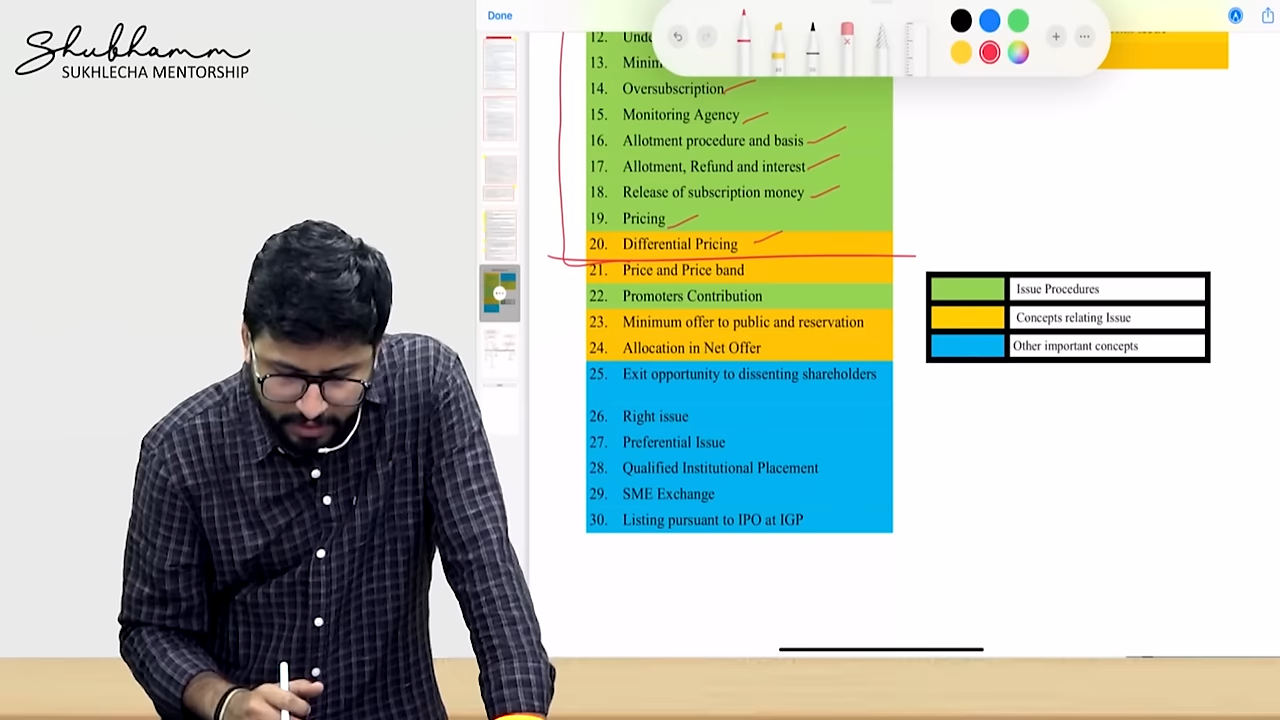 Shubhamm
SUKHLECHA MENTORSHIP
Done
12. Unde
13. Minim
14. Oversubscription
15. Monitoring Agency
16. Allotment procedure and basis
17. Allotment, Refund and interest
18. Release of subscription money
19. Pricing
20. Differential Pricing
21. Price and Price band
22. Promoters Contribution
23. Minimum offer to public and reservation
24. Allocation in Net Offer
25. Exit opportunity to dissenting shareholders
26. Right issue
27. Preferential Issue
28. Qualified Institutional Placement
29. SME Exchange
30. Listing pursuant to IPO at IGP
Issue Procedures
Concepts relating Issue
Other important concepts